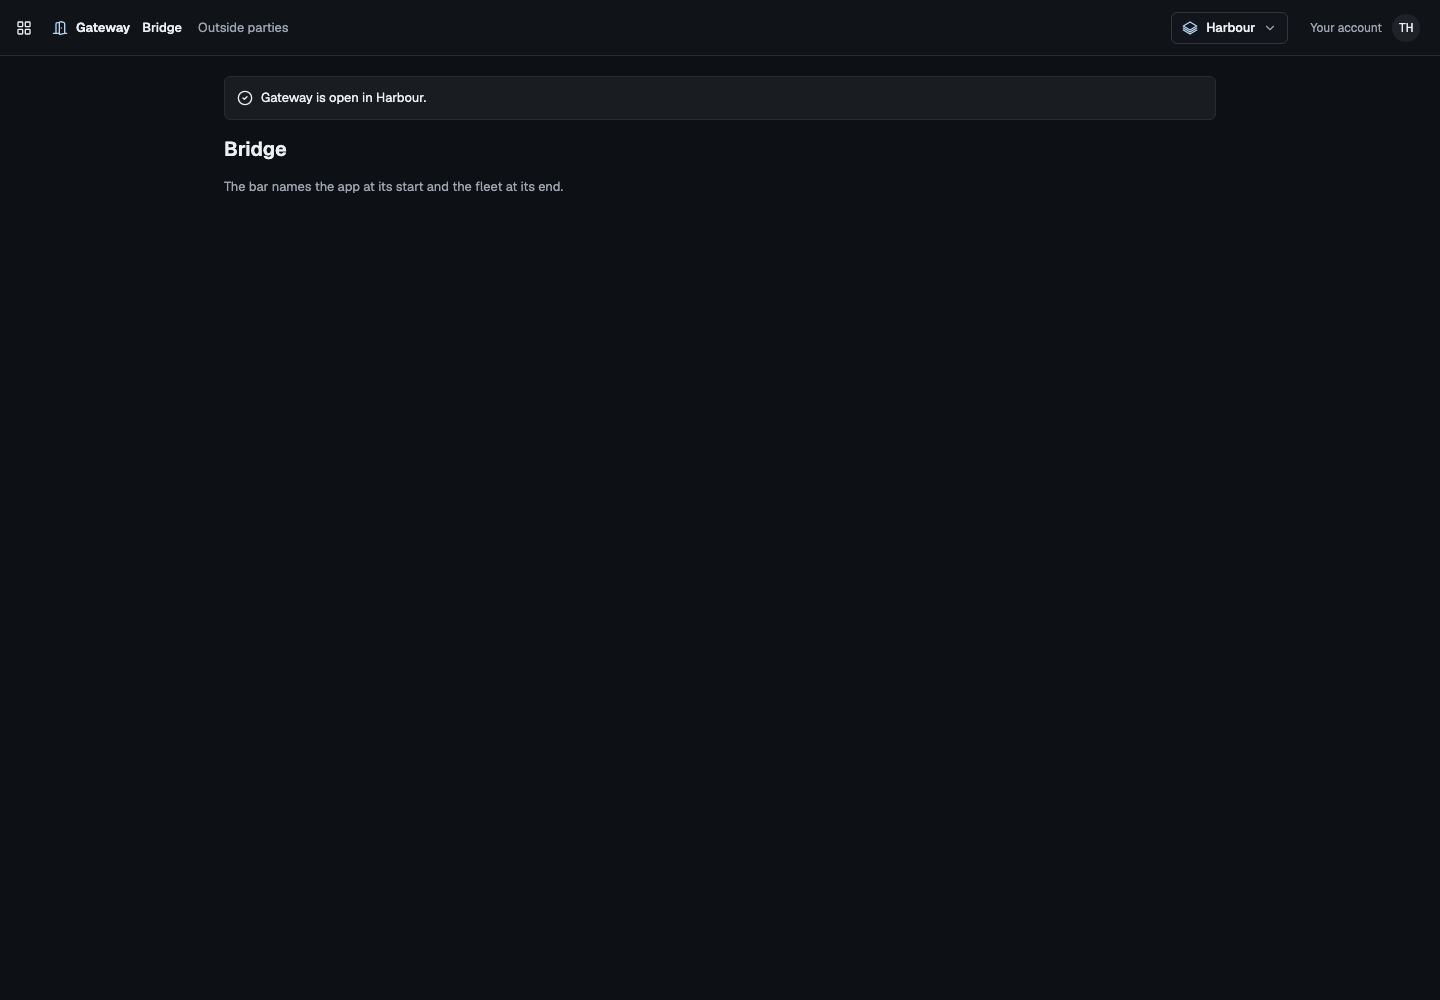 Gateway Bridge Outside parties Harbour Your account TH
Gateway is open in Harbour.
Bridge
The bar names the app at its start and the fleet at its end.